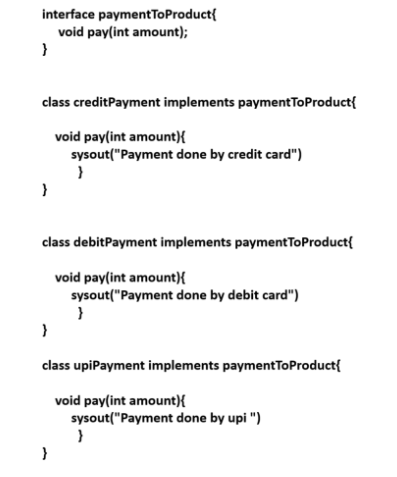 interface paymentToProduct{
void pay(int amount);
}
class creditPayment implements paymentToProduct{
void pay(int amount){
sysout("Payment done by credit card")
}
}
class debitPayment implements paymentToProduct{
void pay(int amount){
sysout("Payment done by debit card")
}
}
class upiPayment implements paymentToProduct{
void pay(int amount){
sysout("Payment done by upi ")
}
}